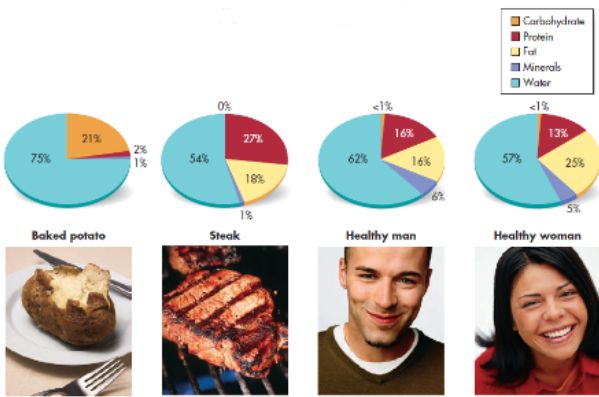 Carbohydrate
Protein
Fat
Minerals
Water
21%
75%
2%
1%
0%
27%
54%
18%
1%
<1%
16%
62%
16%
6%
<1%
13%
57%
25%
5%
Baked potato
Steak
Healthy man
Healthy woman